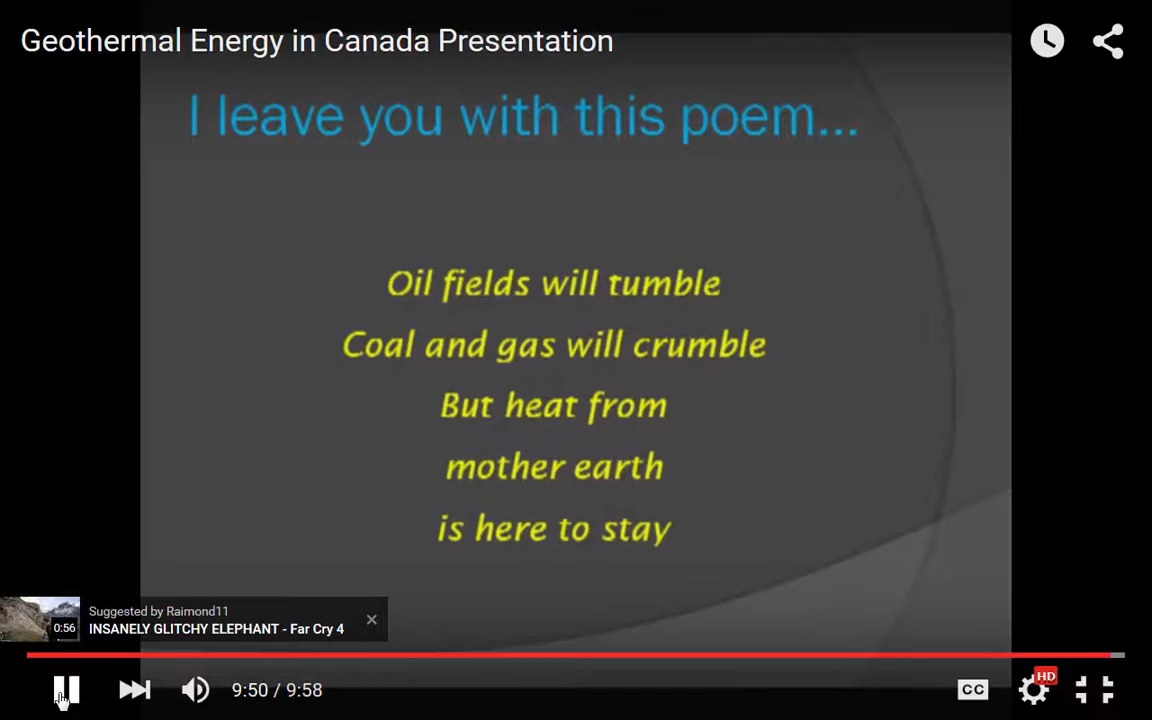 Geothermal Energy in Canada Presentation
I leave you with this poem...
Oil fields will tumble
Coal and gas will crumble
But heat from
mother earth
is here to stay
0:56
Suggested by Raimond11
INSANELY GLITCHY ELEPHANT - Far Cry 4
9:50 / 9:58
CC
HD